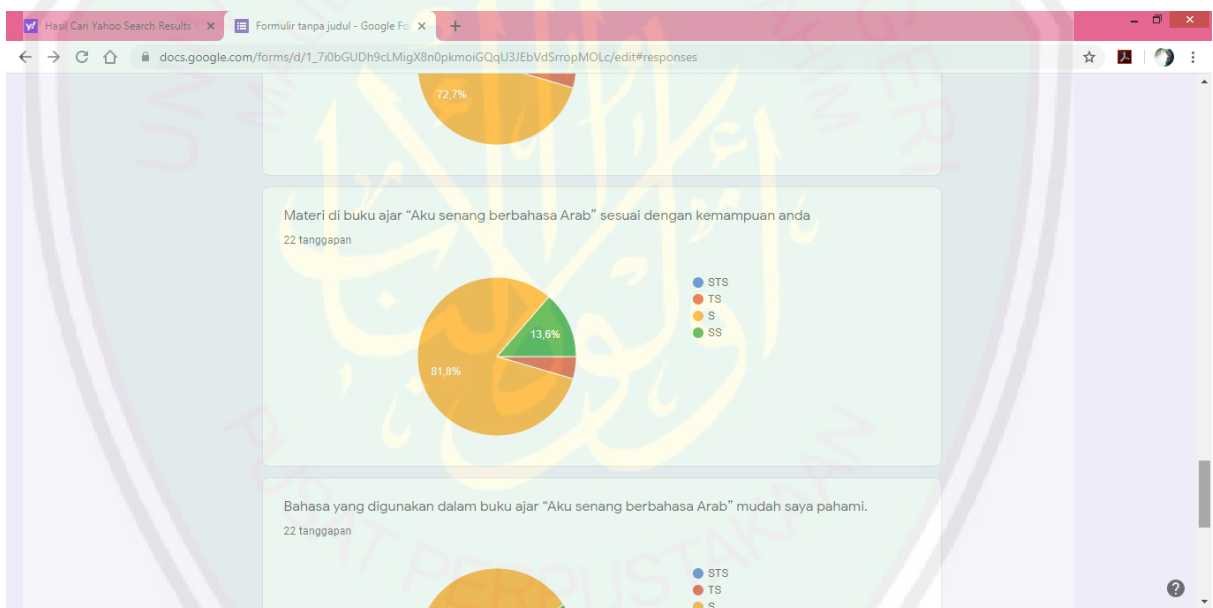 Hasil Cari Yahoo Search Results
Formulir tanpa judul - Google Fo
docs.google.com/forms/d/1_7i0bGUDh9cLMigX8n0pkmoiGQqU3JEbVdSrropMOLc/edit#responses
72,7%
Materi di buku ajar “Aku senang berbahasa Arab” sesuai dengan kemampuan anda
22 tanggapan
STS
TS
S
SS
13,6%
81,8%
Bahasa yang digunakan dalam buku ajar “Aku senang berbahasa Arab” mudah saya pahami.
22 tanggapan
STS
TS
S
PUSAT PERPUSTAKAAN